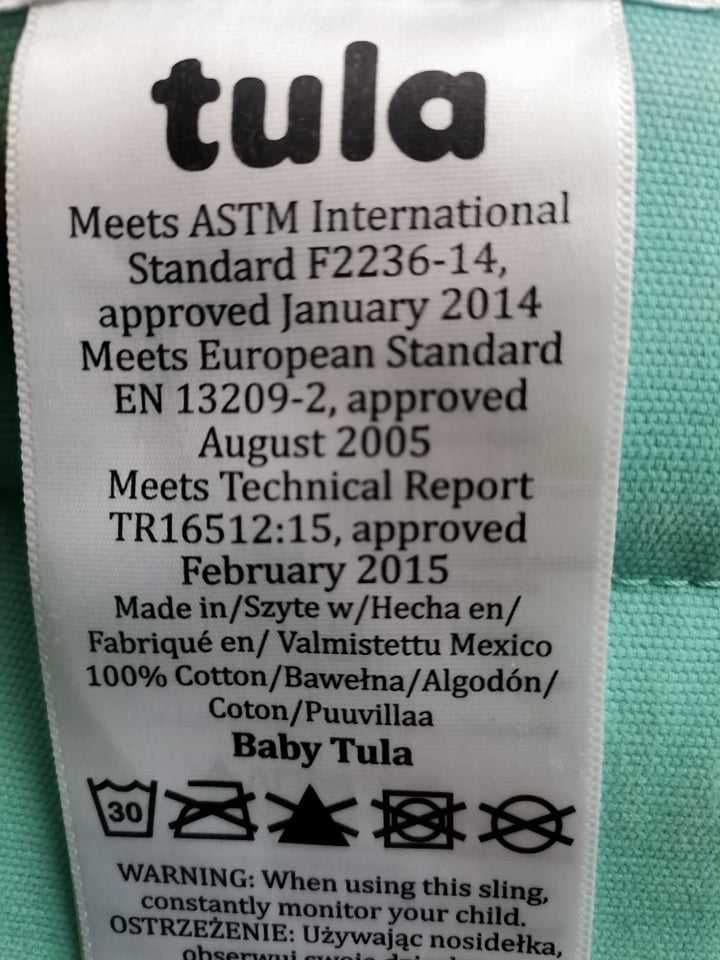 tula
Meets ASTM International
Standard F2236-14,
approved January 2014
Meets European Standard
EN 13209-2, approved
August 2005
Meets Technical Report
TR16512:15, approved
February 2015
Made in/Szyte w/Hecha en/
Fabriqué en/ Valmistettu Mexico
100% Cotton/Bawełna/Algodón/
Coton/Puuvillaa
Baby Tula
30
WARNING: When using this sling,
constantly monitor your child.
OSTRZEŻENIE: Używając nosidełka,
obserwuj